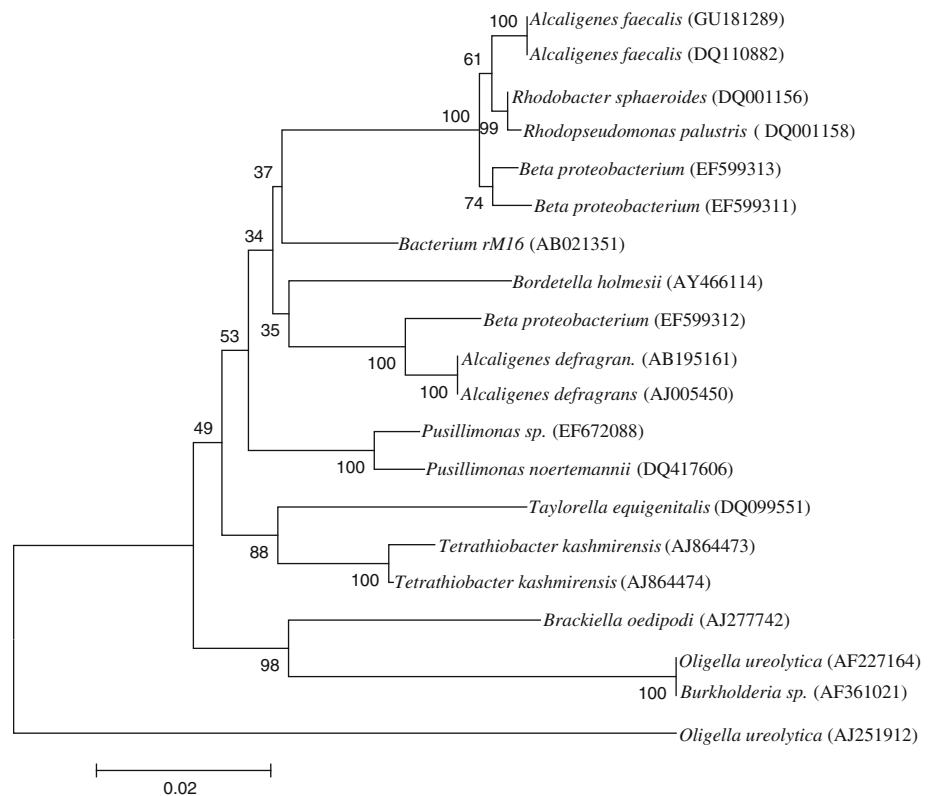 100 Alcaligenes faecalis (GU181289)
61
Alcaligenes faecalis (DQ110882)
Rhodobacter sphaeroides (DQ001156)
100
99
Rhodopseudomonas palustris ( DQ001158)
Beta proteobacterium (EF599313)
37
74
Beta proteobacterium (EF599311)
34
Bacterium rM16 (AB021351)
Bordetella holmesii (AY466114)
35
Beta proteobacterium (EF599312)
53
100
Alcaligenes defragran. (AB195161)
100
Alcaligenes defragrans (AJ005450)
49
Pusillimonas sp. (EF672088)
100
Pusillimonas noertemannii (DQ417606)
Taylorella equigenitalis (DQ099551)
88
Tetrathiobacter kashmirensis (AJ864473)
100
Tetrathiobacter kashmirensis (AJ864474)
Brackiella oedipodi (AJ277742)
98
Oligella ureolytica (AF227164)
100
Burkholderia sp. (AF361021)
Oligella ureolytica (AJ251912)
0.02